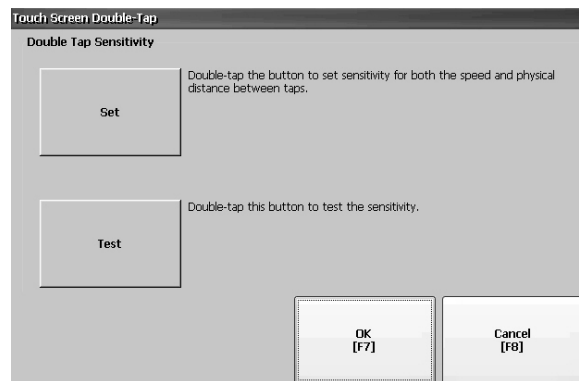 Touch Screen Double-Tap
Double Tap Sensitivity
Set
Double-tap the button to set sensitivity for both the speed and physical
distance between taps.
Test
Double-tap this button to test the sensitivity.
OK
[F7]
Cancel
[F8]